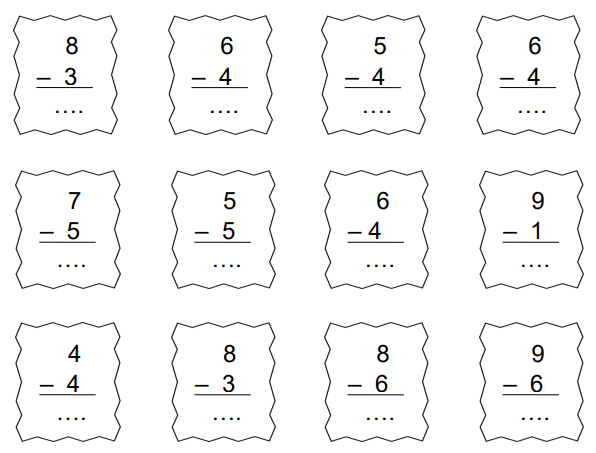 8 6 5 6
– 3 – 4 – 4 – 4
.... .... .... ....
7 5 6 9
– 5 – 5 – 4 – 1
.... .... .... ....
4 8 8 9
– 4 – 3 – 6 – 6
.... .... .... ....